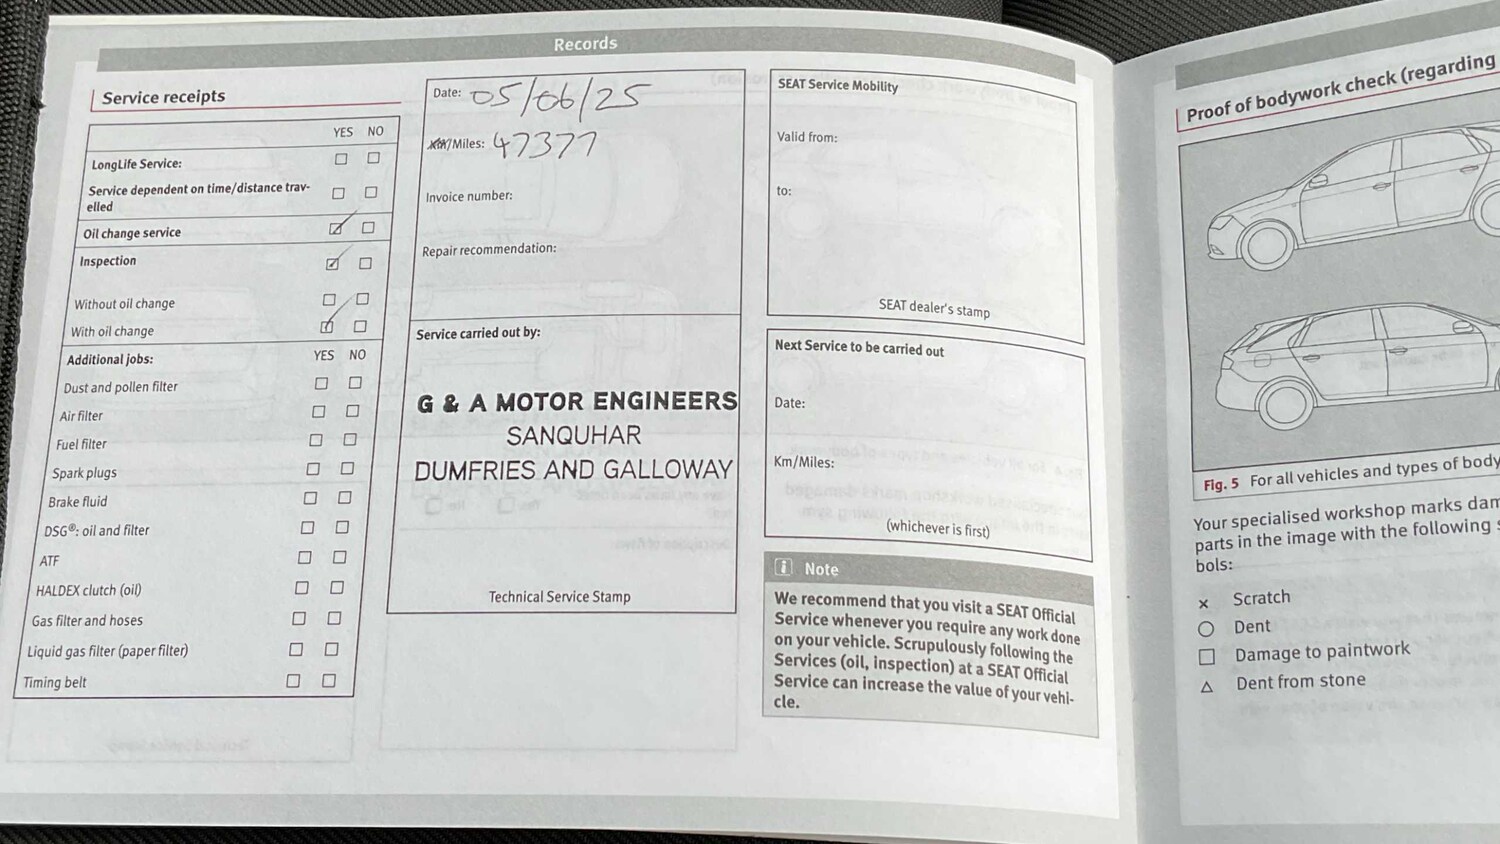 Records
Service receipts
YES NO
LongLife Service:
Service dependent on time/distance trav-
elled
Oil change service
Inspection
Without oil change
With oil change
Additional jobs: YES NO
Dust and pollen filter
Air filter
Fuel filter
Spark plugs
Brake fluid
DSG®: oil and filter
ATF
HALDEX clutch (oil)
Gas filter and hoses
Liquid gas filter (paper filter)
Timing belt
Date: 05/06/25
Km/Miles: 47377
Invoice number:
Repair recommendation:
Service carried out by:
G & A MOTOR ENGINEERS
SANQUHAR
DUMFRIES AND GALLOWAY
Technical Service Stamp
SEAT Service Mobility
Valid from:
to:
SEAT dealer's stamp
Next Service to be carried out
Date:
Km/Miles:
(whichever is first)
i Note
We recommend that you visit a SEAT Official
Service whenever you require any work done
on your vehicle. Scrupulously following the
Services (oil, inspection) at a SEAT Official
Service can increase the value of your vehi-
cle.
Proof of bodywork check (regarding
Fig. 5 For all vehicles and types of body
Your specialised workshop marks dam
parts in the image with the following s
bols:
Scratch
Dent
Damage to paintwork
Dent from stone